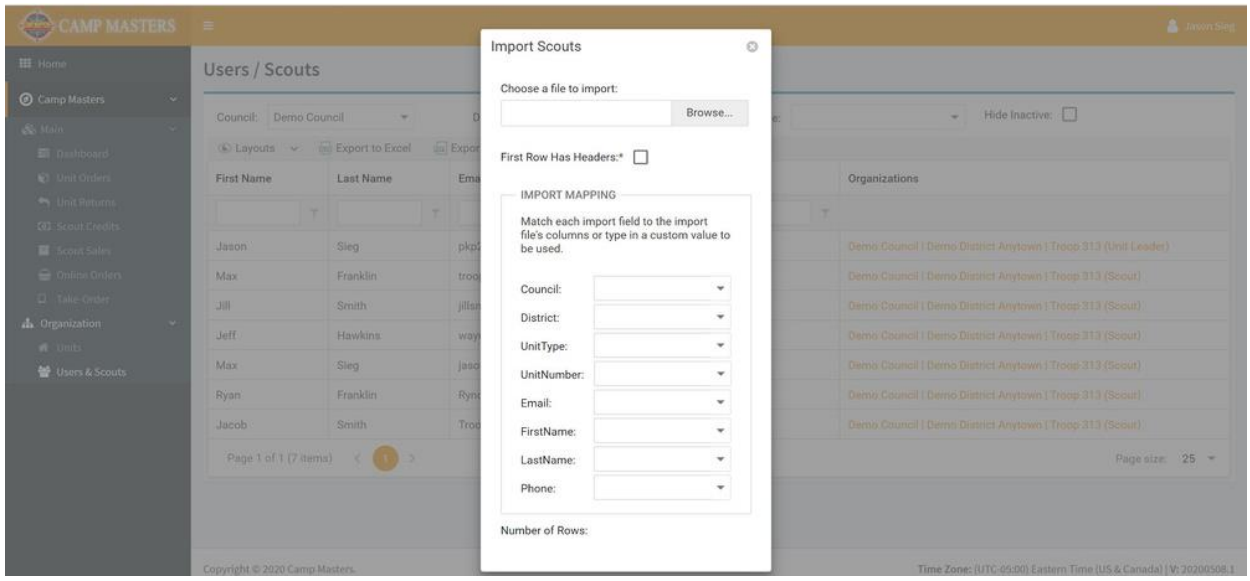 CAMP MASTERS
Jason Sieg
Home
Camp Masters
Main
Dashboard
Unit Orders
Unit Returns
Scout Credits
Scout Sales
Online Orders
Take-Order
Organization
Units
Users & Scouts
Users / Scouts
Council: Demo Council
Hide Inactive:
Layouts Export to Excel
First Name Last Name Ema Organizations
Jason Sieg pkp2 Demo Council | Demo District Anytown | Troop 313 (Unit Leader)
Max Franklin troop Demo Council | Demo District Anytown | Troop 313 (Scout)
Jill Smith jillsn Demo Council | Demo District Anytown | Troop 313 (Scout)
Jeff Hawkins Demo Council | Demo District Anytown | Troop 313 (Scout)
Max Sieg Demo Council | Demo District Anytown | Troop 313 (Scout)
Ryan Franklin Demo Council | Demo District Anytown | Troop 313 (Scout)
Jacob Smith Demo Council | Demo District Anytown | Troop 313 (Scout)
Page 1 of 1 (7 items) < 1 > Page size: 25
Import Scouts
Choose a file to import:
Browse...
First Row Has Headers:*
IMPORT MAPPING
Match each import field to the import
file's columns or type in a custom value to
be used.
Council:
District:
UnitType:
UnitNumber:
Email:
FirstName:
LastName:
Phone:
Number of Rows:
Copyright © 2020 Camp Masters. Time Zone: (UTC-05:00) Eastern Time (US & Canada) | V: 20200508.1